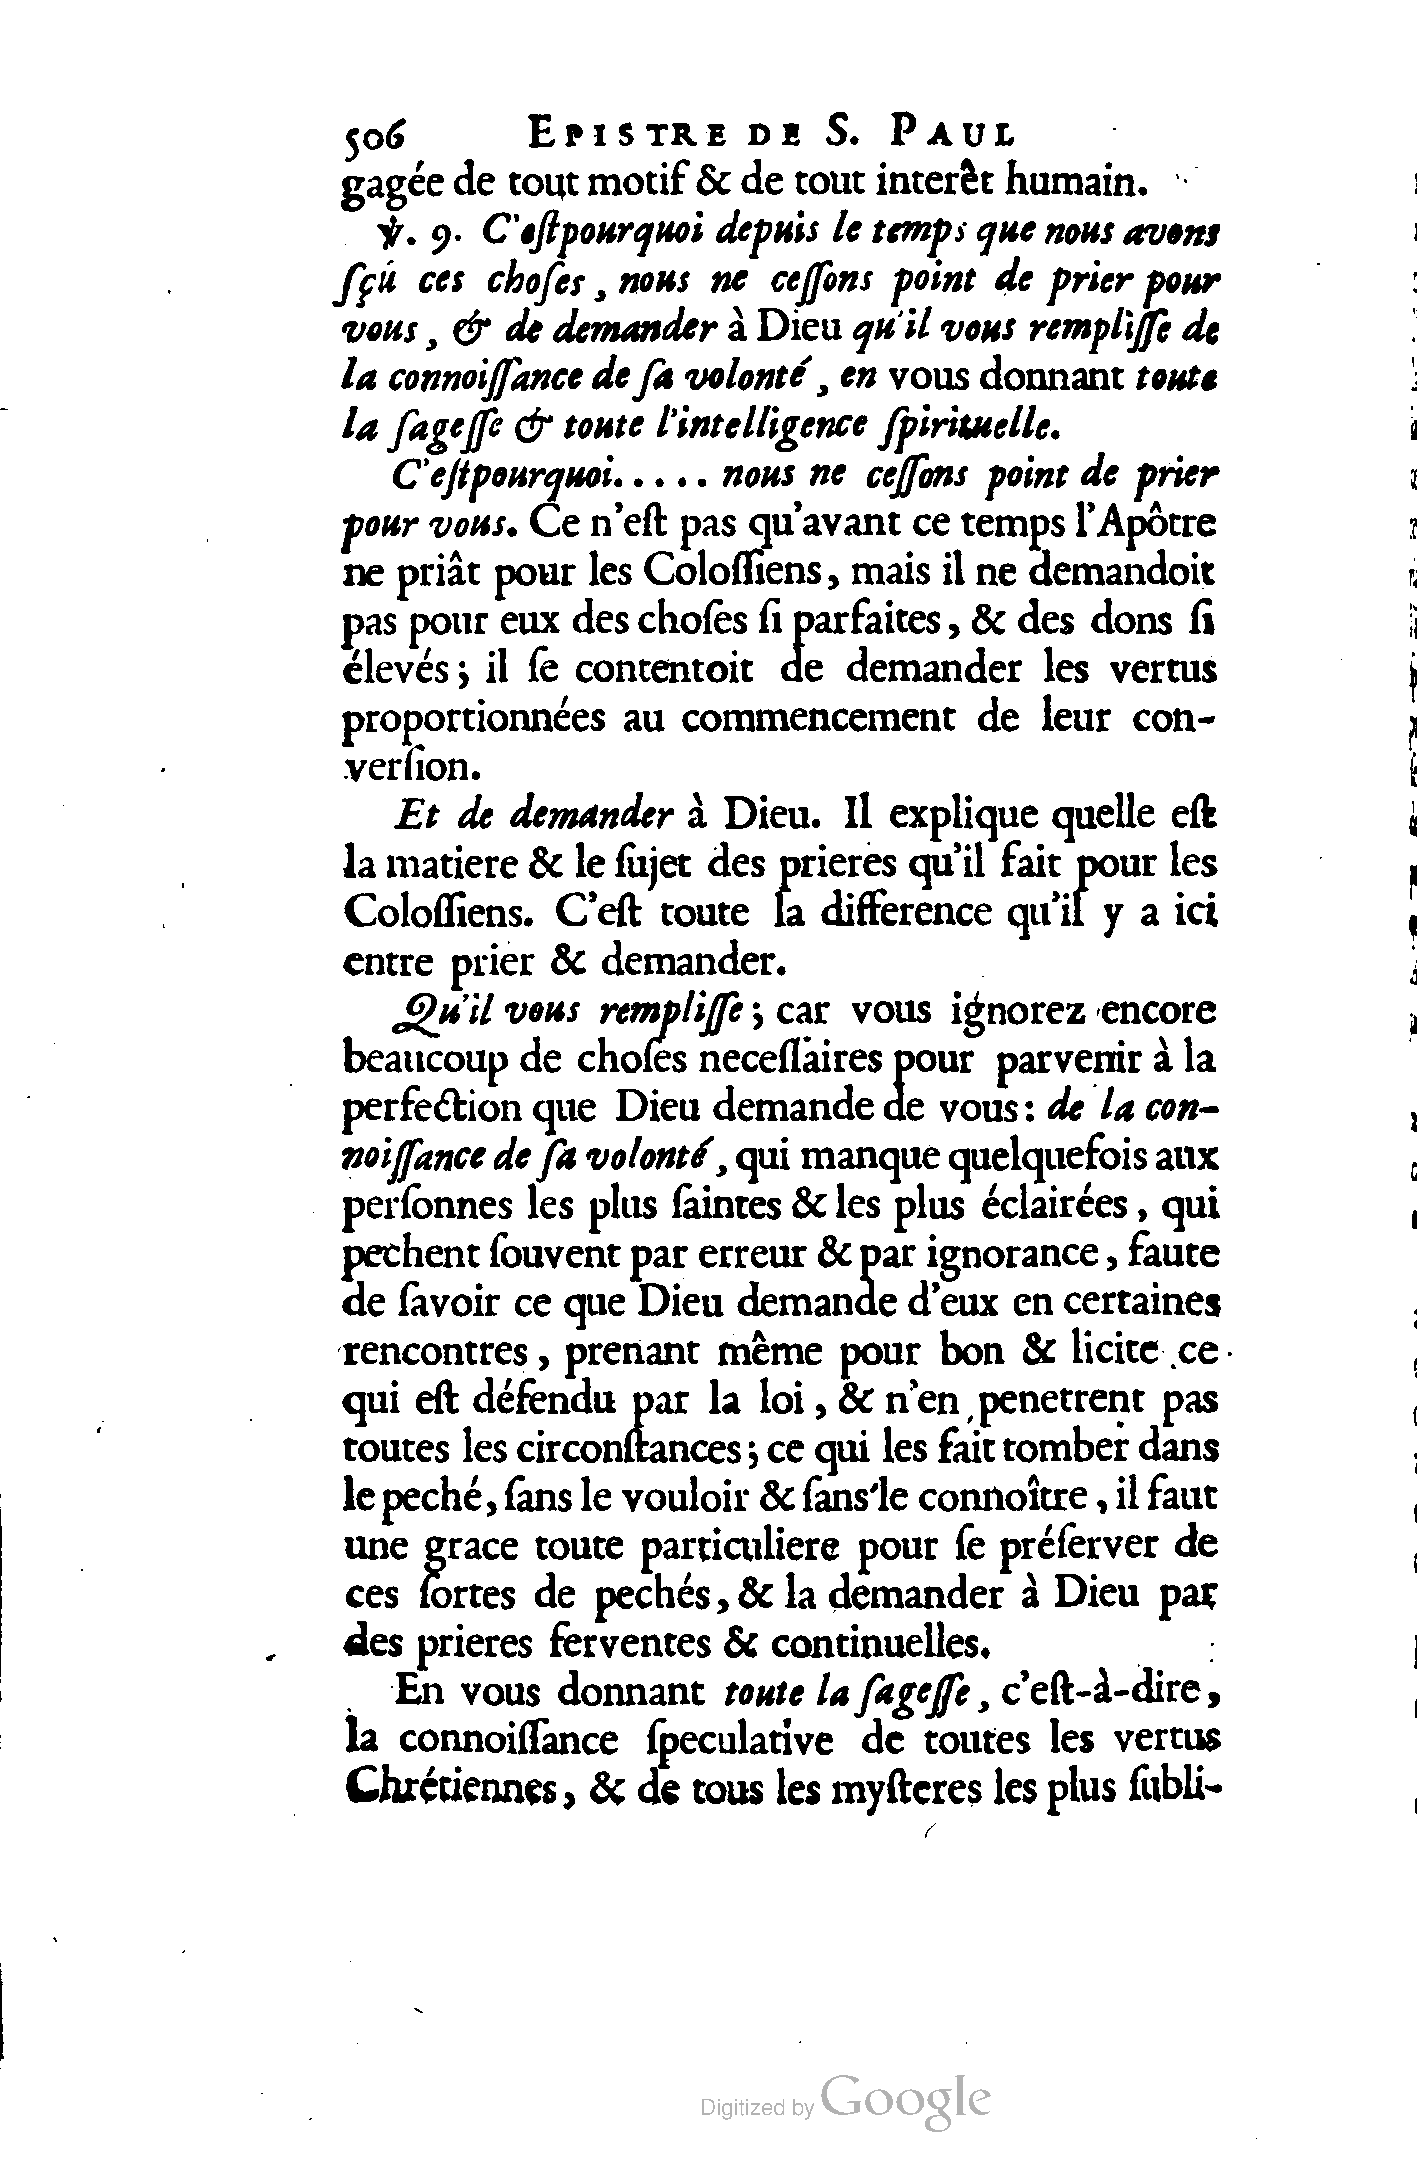 506 EPISTRE DE S. PAUL
gagée de tout motif & de tout interêt humain.
℣. 9. C'eſtpourquoi depuis le temps que nous avons
ſçû ces choſes, nous ne ceſſons point de prier pour
vous, & de demander à Dieu qu'il vous rempliſſe de
la connoiſſance de ſa volonté, en vous donnant toute
la ſageſſe & toute l'intelligence ſpirituelle.
C'eſtpourquoi..... nous ne ceſſons point de prier
pour vous. Ce n'eſt pas qu'avant ce temps l'Apôtre
ne priât pour les Coloſſiens, mais il ne demandoit
pas pour eux des choſes ſi parfaites, & des dons ſi
élevés; il ſe contentoit de demander les vertus
proportionnées au commencement de leur con-
verſion.
Et de demander à Dieu. Il explique quelle eſt
la matiere & le ſujet des prieres qu'il fait pour les
Coloſſiens. C'eſt toute la difference qu'il y a ici
entre prier & demander.
Qu'il vous rempliſſe; car vous ignorez encore
beaucoup de choſes neceſſaires pour parvenir à la
perfection que Dieu demande de vous: de la con-
noiſſance de ſa volonté, qui manque quelquefois aux
perſonnes les plus ſaintes & les plus éclairées, qui
pechent ſouvent par erreur & par ignorance, faute
de ſavoir ce que Dieu demande d'eux en certaines
rencontres, prenant même pour bon & licite ce
qui eſt défendu par la loi, & n'en penetrent pas
toutes les circonſtances; ce qui les fait tomber dans
le peché, ſans le vouloir & ſans le connoître, il faut
une grace toute particuliere pour ſe préſerver de
ces ſortes de pechés, & la demander à Dieu par
des prieres ferventes & continuelles.
En vous donnant toute la ſageſſe, c'eſt-à-dire,
la connoiſſance ſpeculative de toutes les vertus
Chrétiennes, & de tous les myſteres les plus ſubli-
Digitized by Google